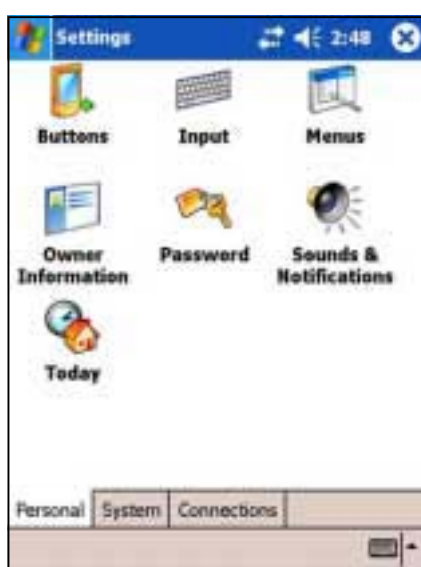 Settings 2:48
Buttons Input Menus
Owner Information Password Sounds & Notifications
Today
Personal System Connections